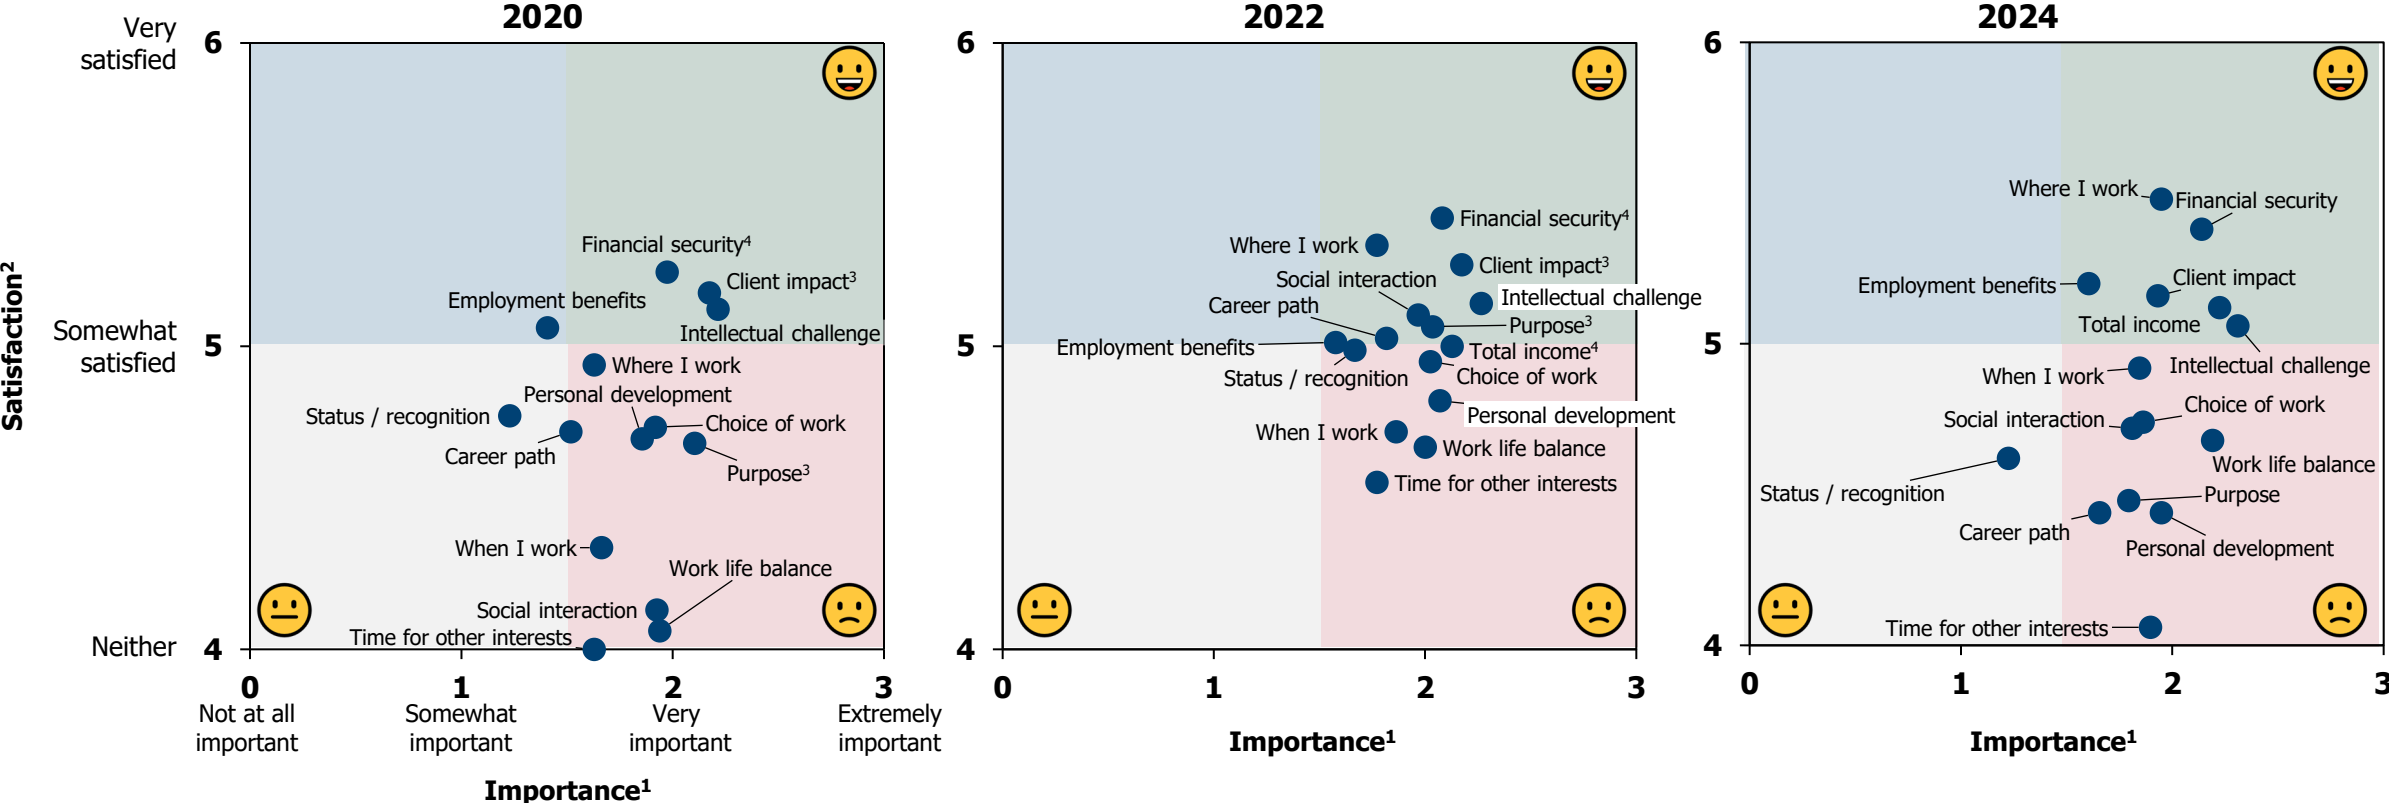 2020
2022
2024
Very
satisfied
Somewhat
satisfied
Neither
Satisfaction²
6
5
4
Financial security⁴
Client impact³
Employment benefits
Intellectual challenge
Where I work
Personal development
Status / recognition
Choice of work
Career path
Purpose³
When I work
Work life balance
Social interaction
Time for other interests
0
1
2
3
Not at all
important
Somewhat
important
Very
important
Extremely
important
Importance¹
6
5
4
Financial security⁴
Where I work
Client impact³
Social interaction
Intellectual challenge
Career path
Purpose³
Employment benefits
Total income⁴
Status / recognition
Choice of work
Personal development
When I work
Work life balance
Time for other interests
0
1
2
3
Importance¹
6
5
4
Where I work
Financial security
Employment benefits
Client impact
Total income
Intellectual challenge
When I work
Choice of work
Social interaction
Work life balance
Status / recognition
Purpose
Career path
Personal development
Time for other interests
0
1
2
3
Importance¹